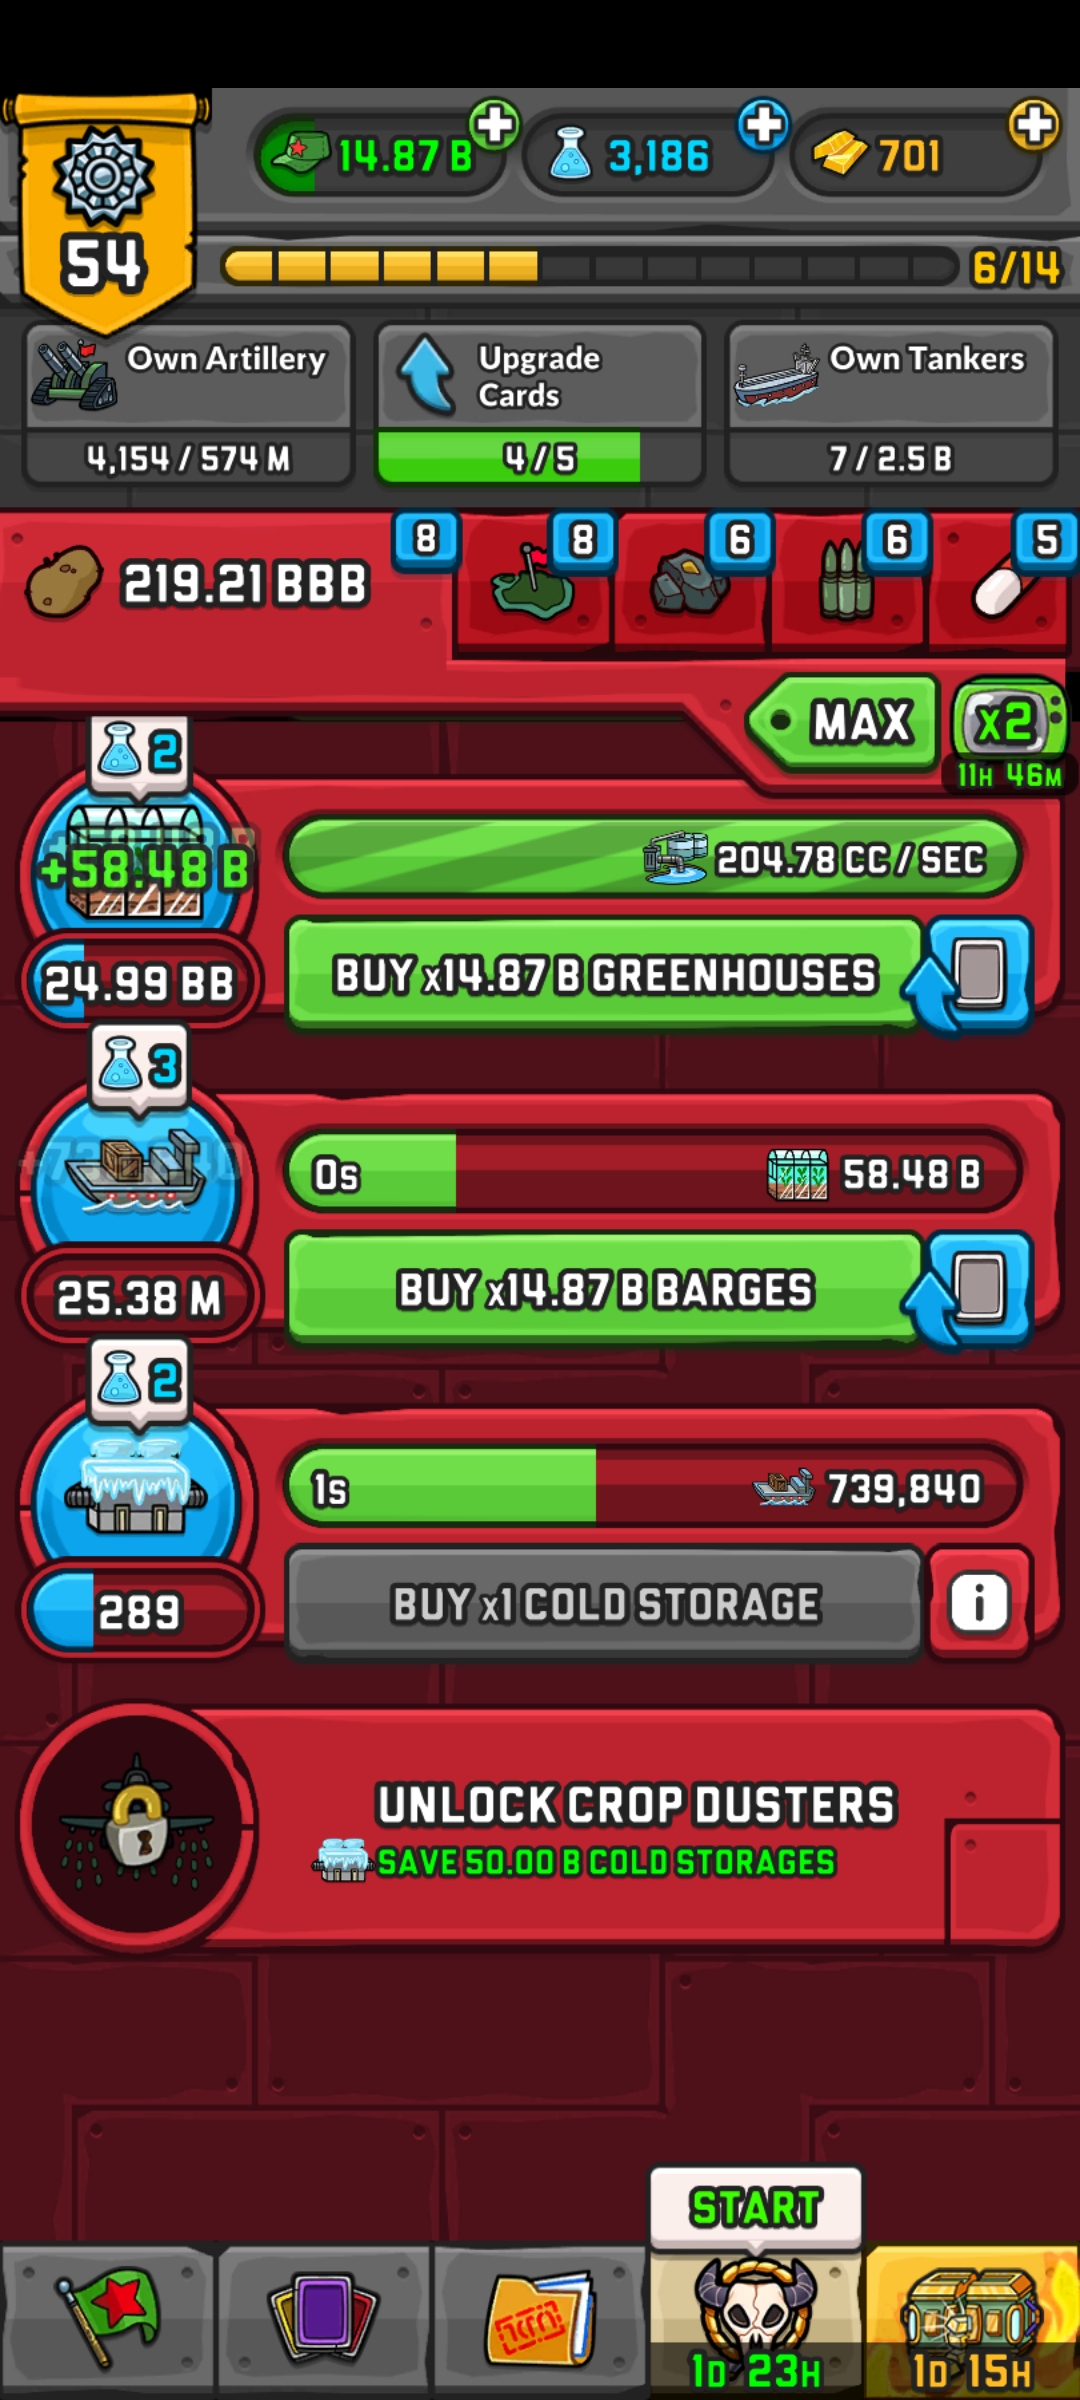 14.87 B
3,186
701
54
6/14
Own Artillery
4,154 / 574 M
Upgrade
Cards
4 / 5
Own Tankers
7 / 2.5 B
219.21 BBB
8
8
6
6
5
MAX
x2
11H 46M
2
+58.48 B
204.78 CC / SEC
24.99 BB
BUY x14.87 B GREENHOUSES
3
0s
58.48 B
25.38 M
BUY x14.87 B BARGES
2
1s
739,840
289
BUY x1 COLD STORAGE
i
UNLOCK CROP DUSTERS
SAVE 50.00 B COLD STORAGES
START
1D 23H
1D 15H